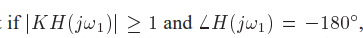 if |KH(jω₁)| ≥ 1 and ∠H(jω₁) = −180°,